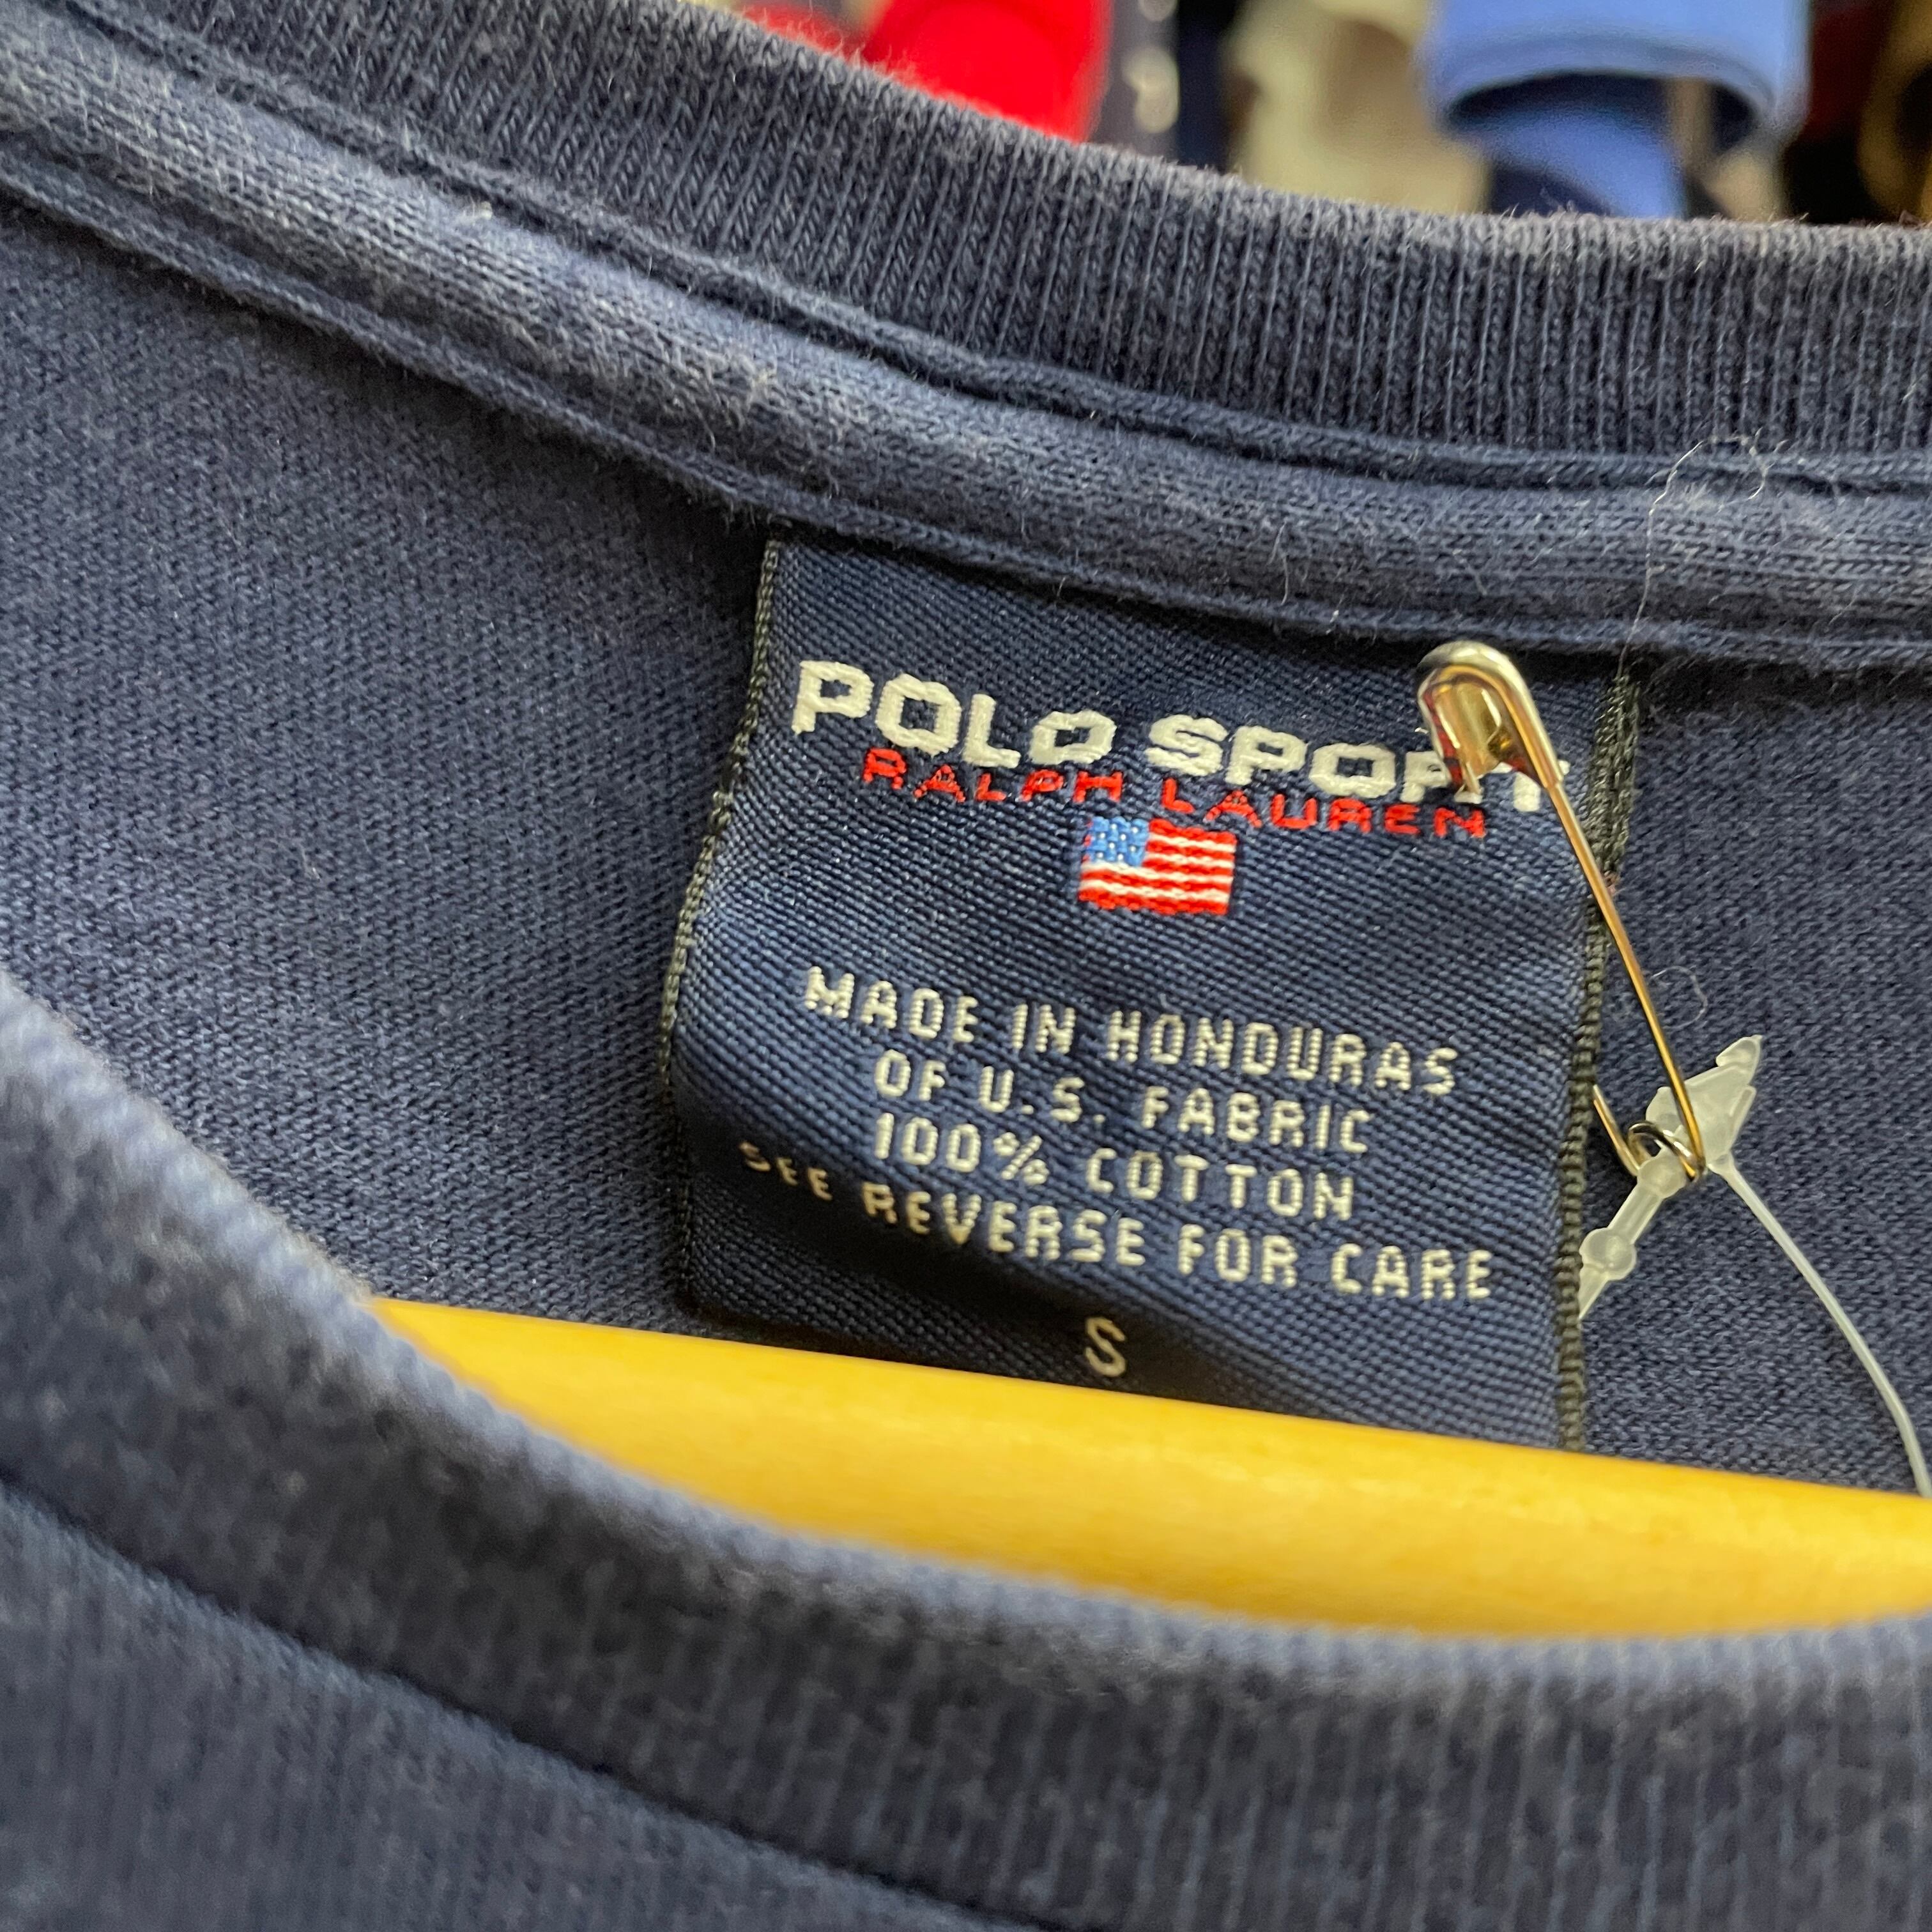 POLO SPORT
RALPH LAUREN
MADE IN HONDURAS
OF U.S. FABRIC
100% COTTON
SEE REVERSE FOR CARE
S